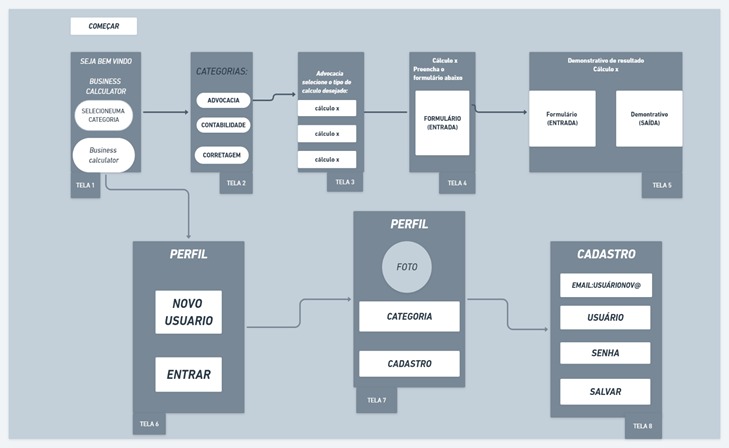 COMEÇAR
SEJA BEM VINDO
BUSINESS
CALCULATOR
SELECIONEUMA
CATEGORIA
Business
calculator
TELA 1
CATEGORIAS:
ADVOCACIA
CONTABILIDADE
CORRETAGEM
TELA 2
Advocacia
selecione o tipo de
calculo desejado:
cálculo x
cálculo x
cálculo x
TELA 3
Cálculo x
Preencha o
formulário abaixo
FORMULÁRIO
(ENTRADA)
TELA 4
Demonstrativo de resultado
Cálculo x
Formulário
(ENTRADA)
Demontrativo
(SAÍDA)
TELA 5
PERFIL
NOVO
USUARIO
ENTRAR
TELA 6
PERFIL
FOTO
CATEGORIA
CADASTRO
TELA 7
CADASTRO
EMAIL:USUÁRIONOV@
USUÁRIO
SENHA
SALVAR
TELA 8